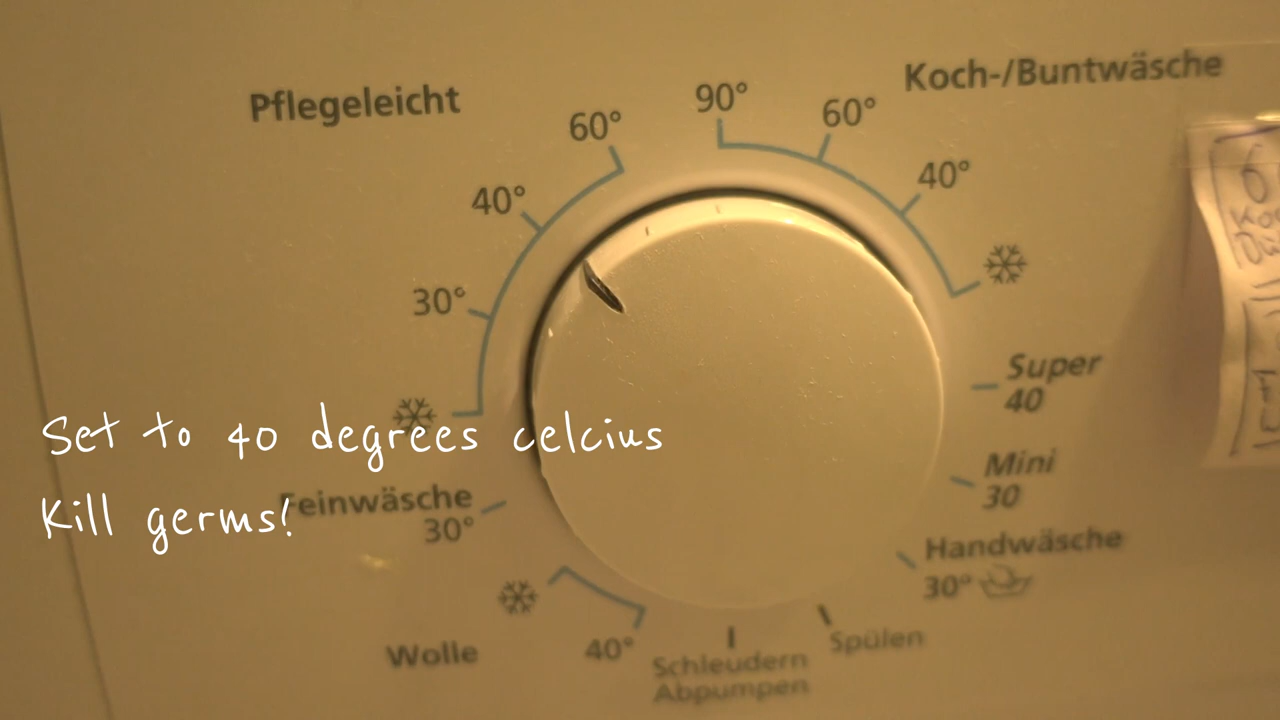 Koch-/Buntwäsche
Pflegeleicht
90°
60°
60°
40°
40°
30°
Super
40
Set to 40 degrees celcius
Mini
30
Feinwäsche
30°
Kill germs!
Handwäsche
30°
Spülen
Wolle
40°
Schleudern
Abpumpen